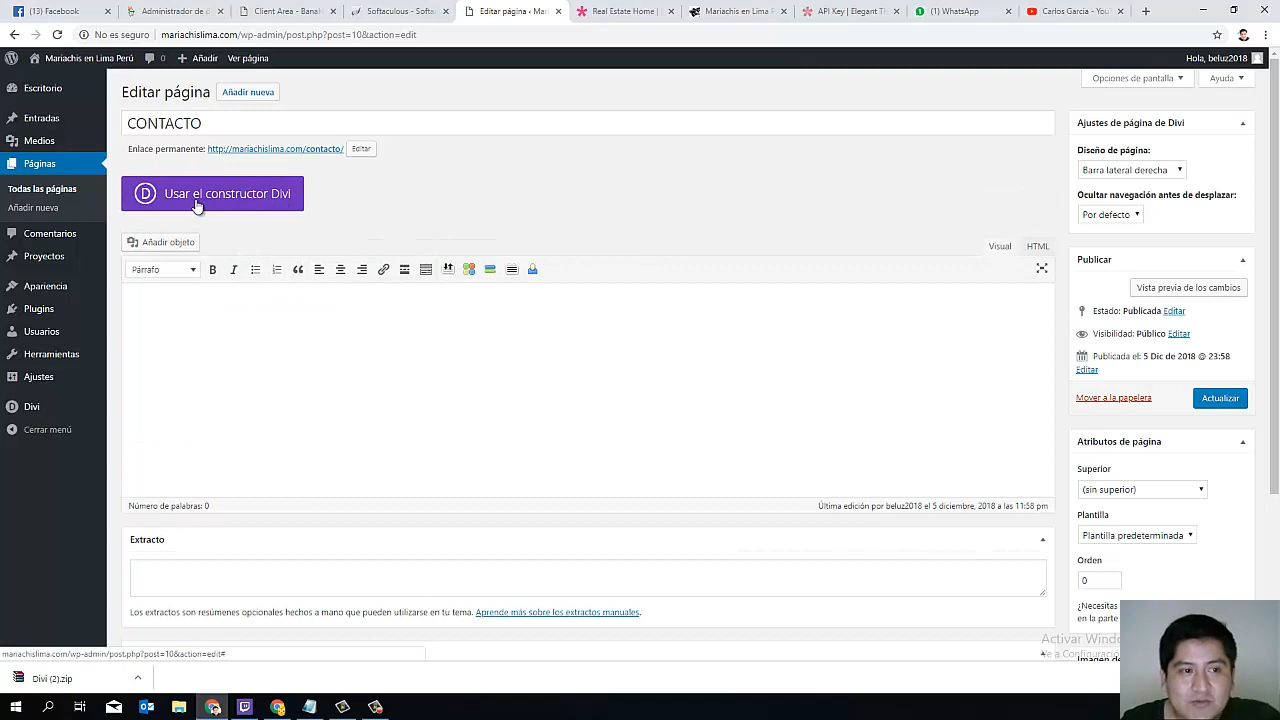 (13) Facebook
Administrador de d
Client Area - Bana
Softaculous - Softa
Editar página ‹ Mari
Real Estate Home |
Mariachis en Lima P
API Key | Elegant T
(1) WhatsApp
Carlos Garcia - You
No es seguro
mariachislima.com/wp-admin/post.php?post=10&action=edit
Mariachis en Lima Perú
0
Añadir
Ver página
Hola, beluz2018
Opciones de pantalla
Ayuda
Escritorio
Entradas
Medios
Páginas
Todas las páginas
Añadir nueva
Comentarios
Proyectos
Apariencia
Plugins
Usuarios
Herramientas
Ajustes
Divi
Cerrar menú
Editar página
Añadir nueva
CONTACTO
Enlace permanente: http://mariachislima.com/contacto/ Editar
D Usar el constructor Divi
Añadir objeto
Visual
HTML
Párrafo
Número de palabras: 0
Última edición por beluz2018 el 5 diciembre, 2018 a las 11:58 pm
Extracto
Los extractos son resúmenes opcionales hechos a mano que pueden utilizarse en tu tema. Aprende más sobre los extractos manuales.
Ajustes de página de Divi
Diseño de página:
Barra lateral derecha
Ocultar navegación antes de desplazar:
Por defecto
Publicar
Vista previa de los cambios
Estado: Publicada Editar
Visibilidad: Público Editar
Publicada el: 5 Dic de 2018 @ 23:58
Editar
Mover a la papelera
Actualizar
Atributos de página
Superior
(sin superior)
Plantilla
Plantilla predeterminada
Orden
0
¿Necesitas
en la parte
Activar Windo
Ve a Configuració
mariachislima.com/wp-admin/post.php?post=10&action=edit#
Divi (2).zip